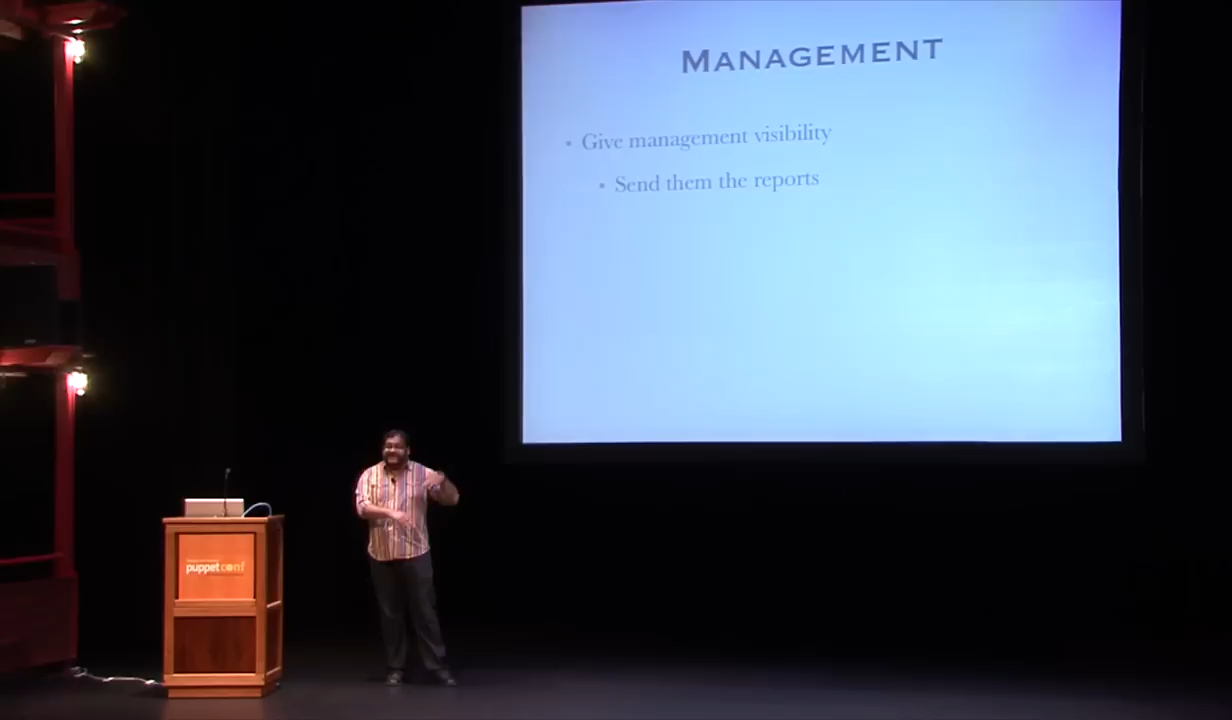 MANAGEMENT
• Give management visibility
• Send them the reports
puppetconf